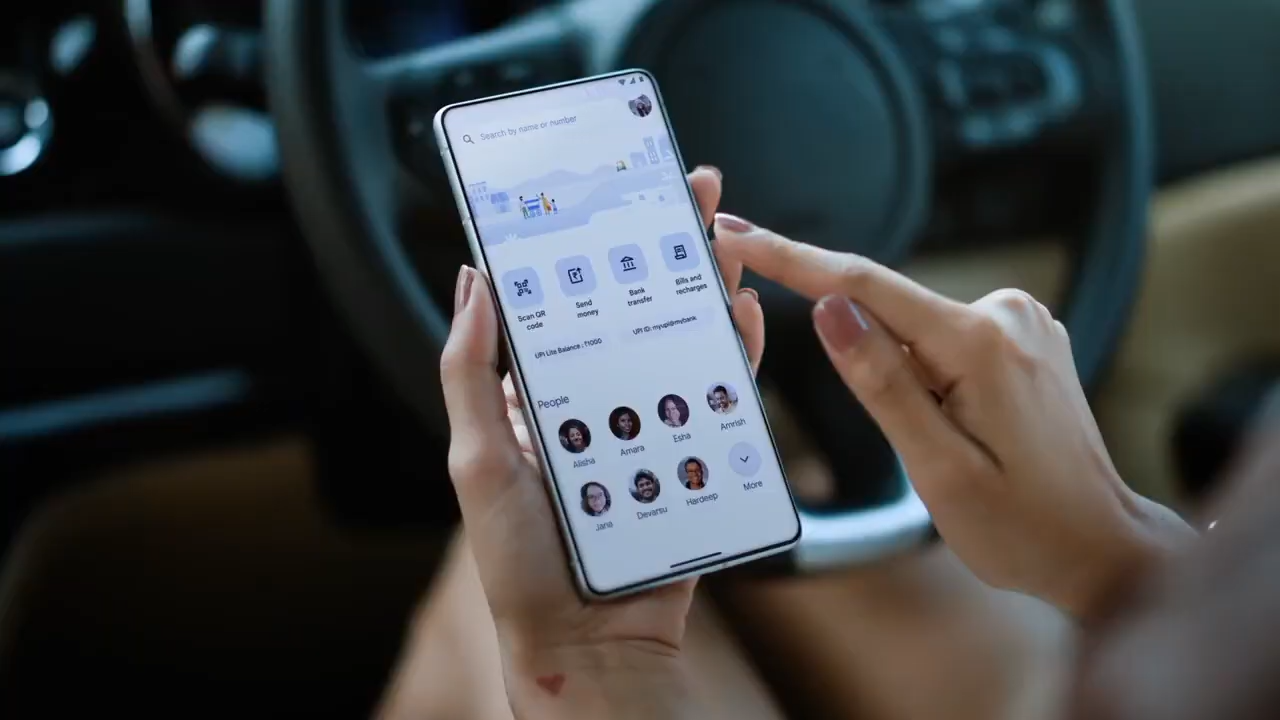 Search by name or number
Scan QR
code
Send
money
Bank
transfer
Bills and
recharges
UPI Lite Balance : ₹1000
UPI ID: myupi@mybank
People
Alisha
Amara
Esha
Amrish
Jana
Devansu
Hardeep
More